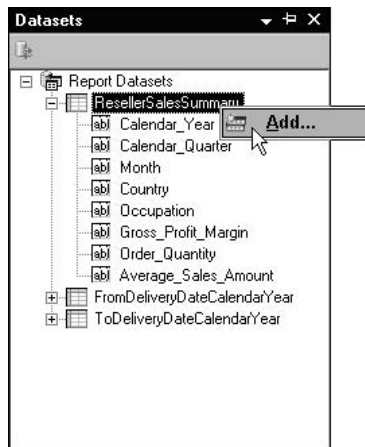 Datasets
Report Datasets
ResellerSalesSummary
Add...
Calendar_Year
Calendar_Quarter
Month
Country
Occupation
Gross_Profit_Margin
Order_Quantity
Average_Sales_Amount
FromDeliveryDateCalendarYear
ToDeliveryDateCalendarYear